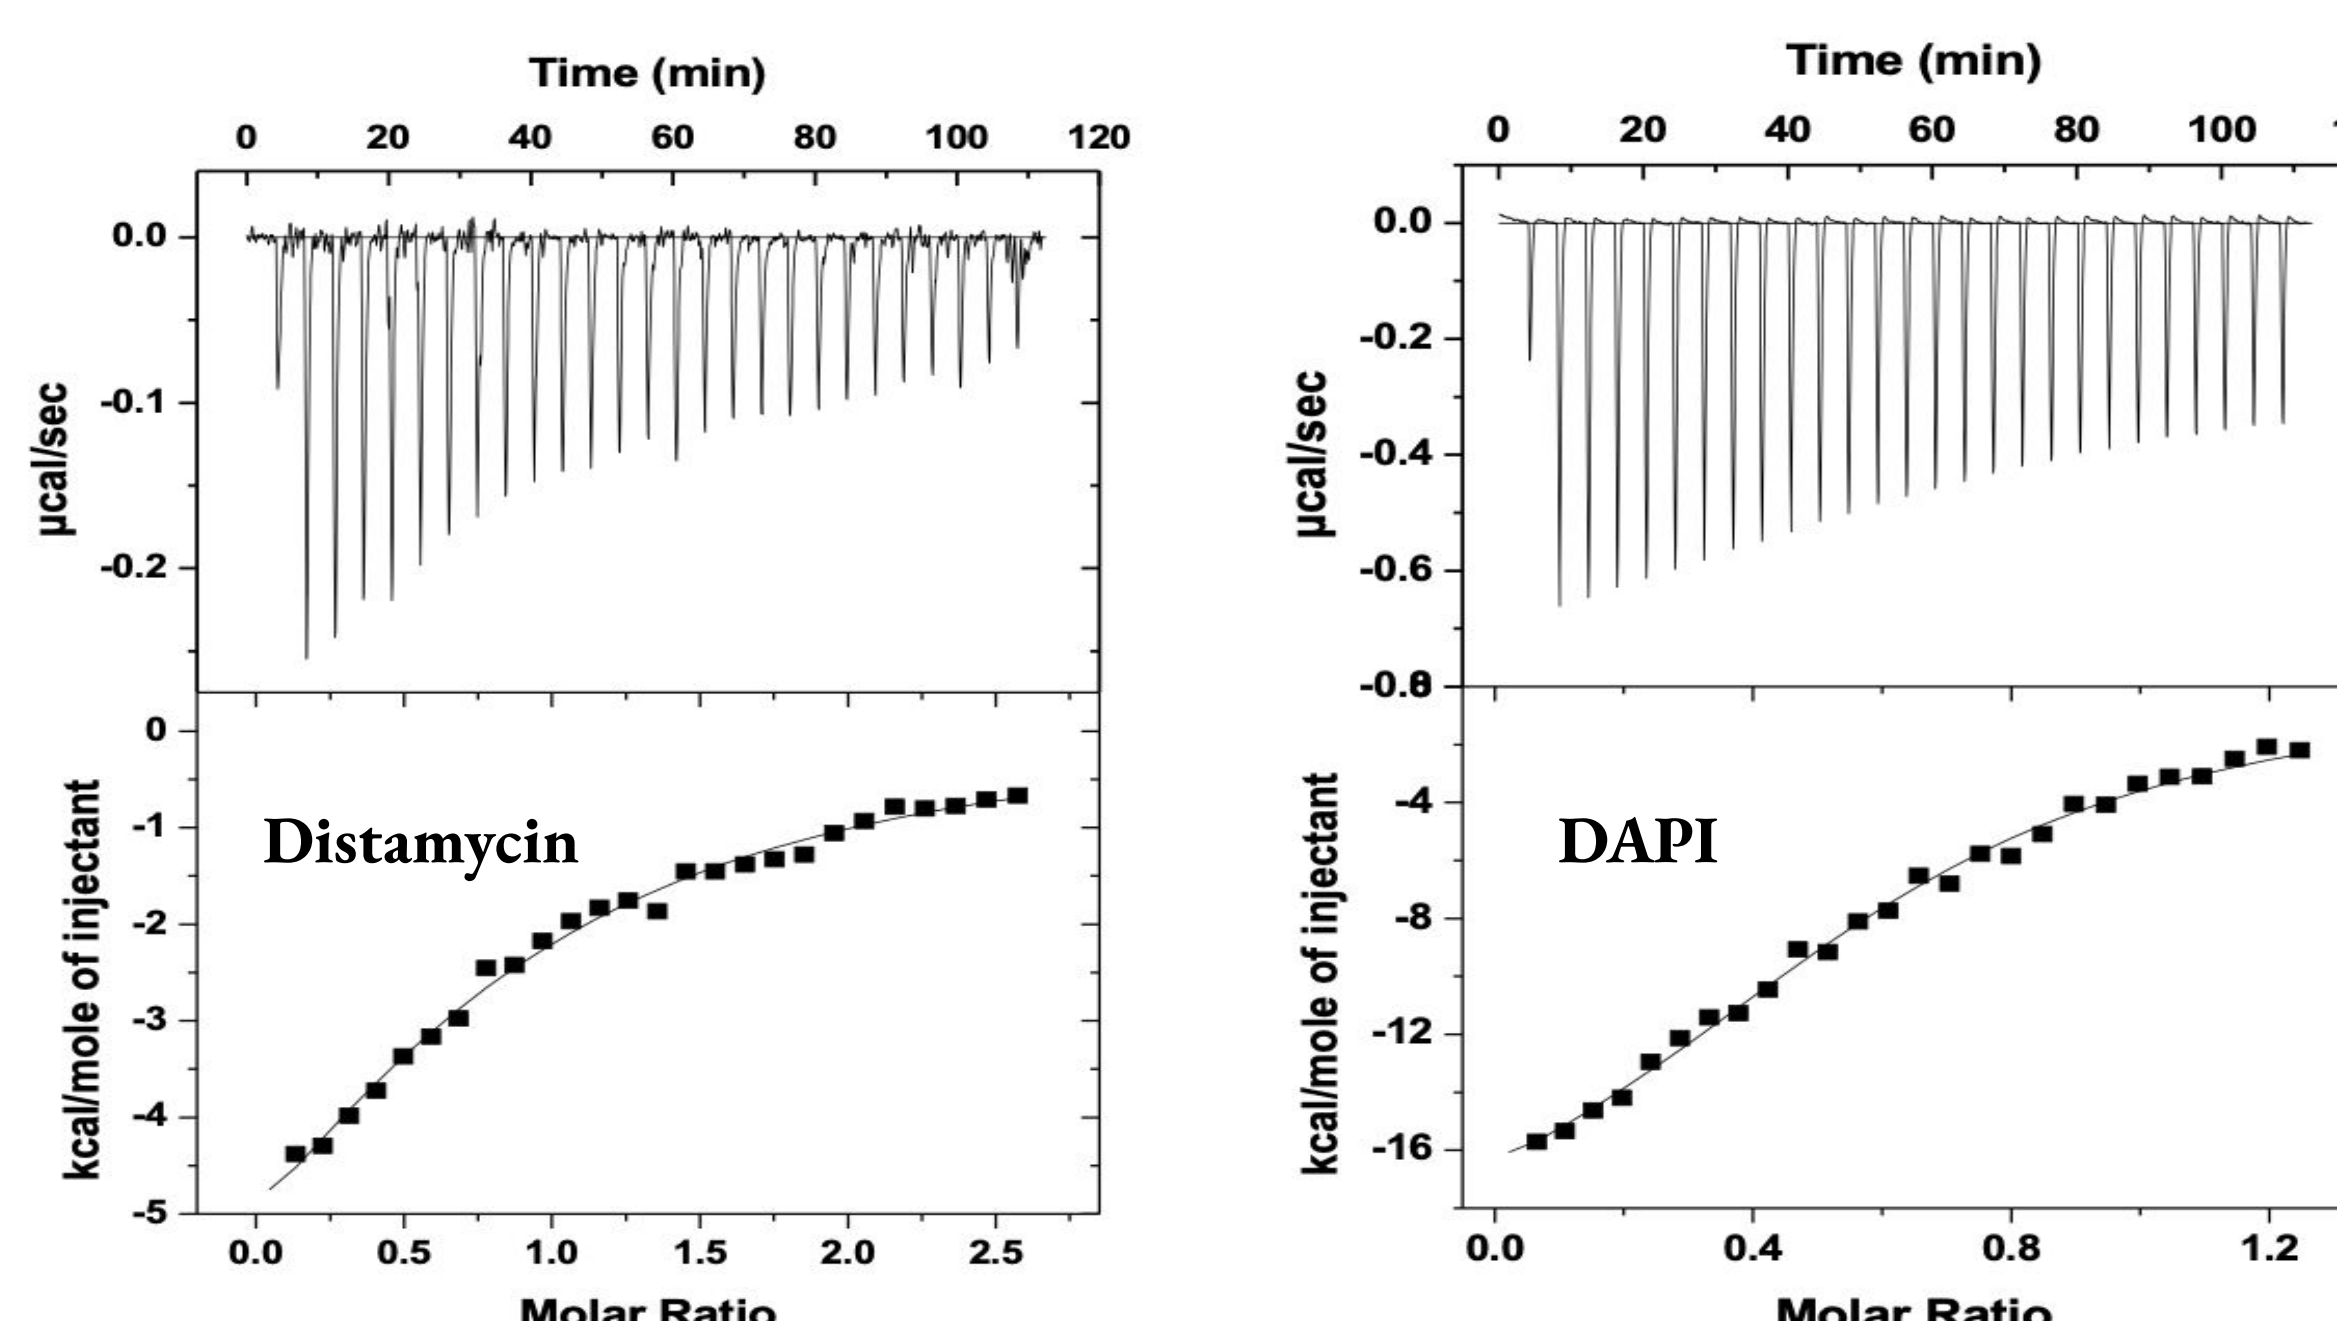 Time (min)
0 20 40 60 80 100 120
0.0
-0.1
-0.2
µcal/sec
0
-1
-2
-3
-4
-5
kcal/mole of injectant
Distamycin
0.0 0.5 1.0 1.5 2.0 2.5
Molar Ratio
Time (min)
0 20 40 60 80 100
0.0
-0.2
-0.4
-0.6
-0.8
µcal/sec
-4
-8
-12
-16
kcal/mole of injectant
DAPI
0.0 0.4 0.8 1.2
Molar Ratio